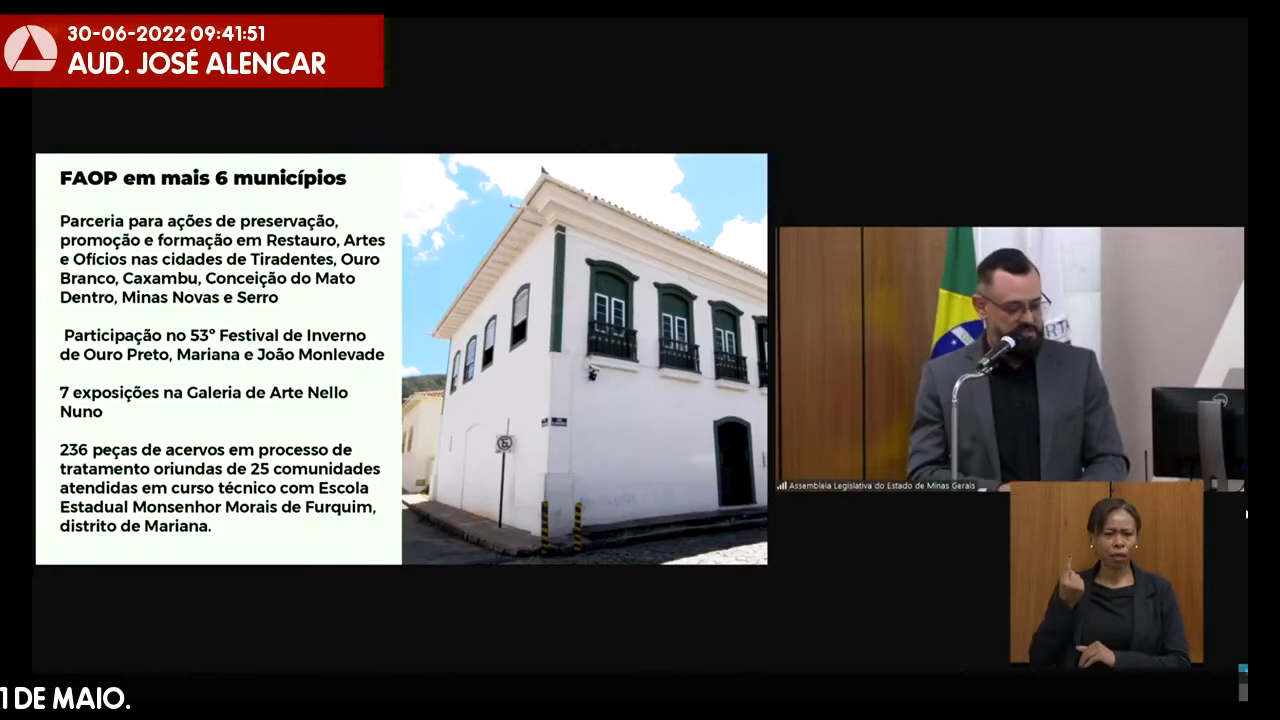 30-06-2022 09:41:51
AUD. JOSÉ ALENCAR
FAOP em mais 6 municípios
Parceria para ações de preservação,
promoção e formação em Restauro, Artes
e Ofícios nas cidades de Tiradentes, Ouro
Branco, Caxambu, Conceição do Mato
Dentro, Minas Novas e Serro
Participação no 53º Festival de Inverno
de Ouro Preto, Mariana e João Monlevade
7 exposições na Galeria de Arte Nello
Nuno
236 peças de acervos em processo de
tratamento oriundas de 25 comunidades
atendidas em curso técnico com Escola
Estadual Monsenhor Morais de Furquim,
distrito de Mariana.
Assembleia Legislativa do Estado de Minas Gerais
1 DE MAIO.